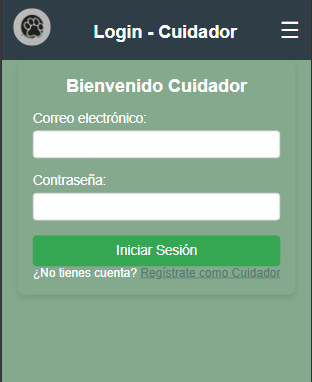 Login - Cuidador
Bienvenido Cuidador
Correo electrónico:
Contraseña:
Iniciar Sesión
¿No tienes cuenta? Regístrate como Cuidador